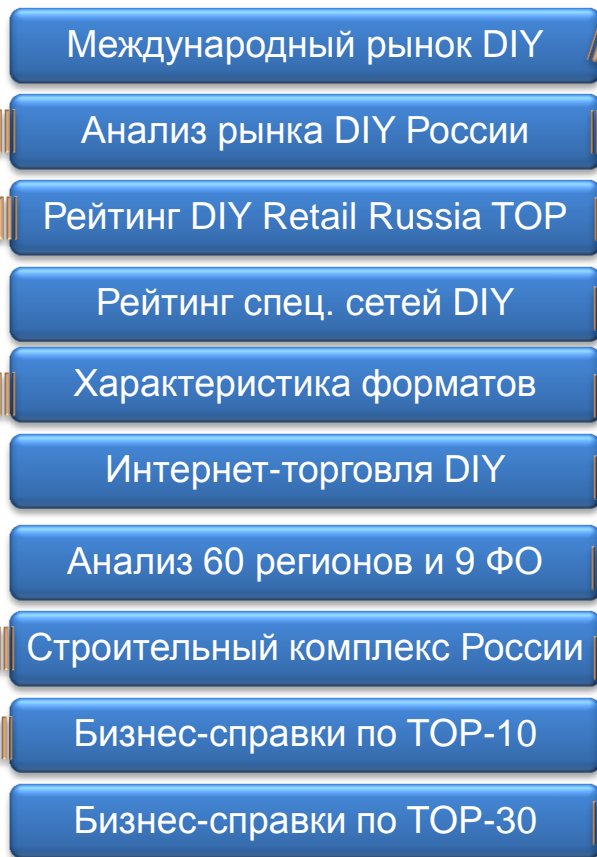 Международный рынок DIY
Анализ рынка DIY России
Рейтинг DIY Retail Russia TOP
Рейтинг спец. сетей DIY
Характеристика форматов
Интернет-торговля DIY
Анализ 60 регионов и 9 ФО
Строительный комплекс России
Бизнес-справки по TOP-10
Бизнес-справки по TOP-30